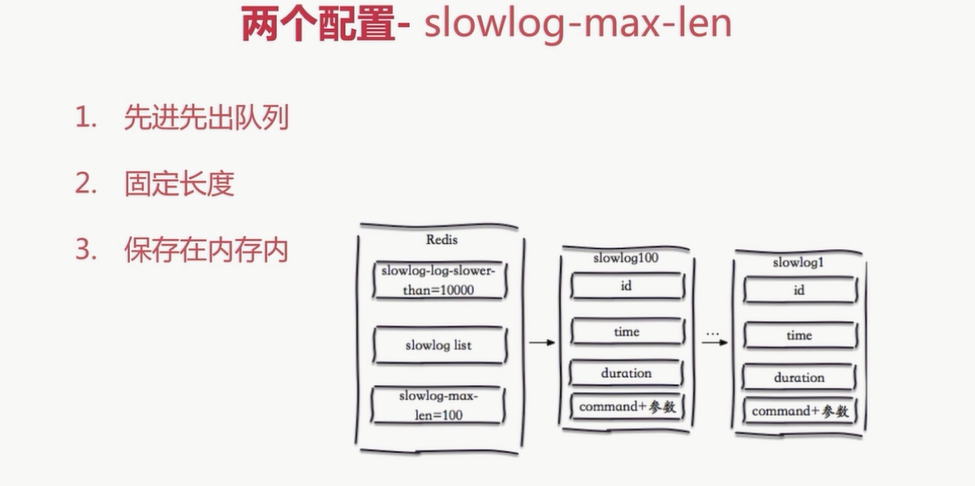 两个配置- slowlog-max-len
1. 先进先出队列
2. 固定长度
3. 保存在内存内
Redis
slowlog-log-slower-
than=10000
slowlog list
slowlog-max-
len=100
slowlog100
id
time
duration
command+参数
...
slowlog1
id
time
duration
command+参数